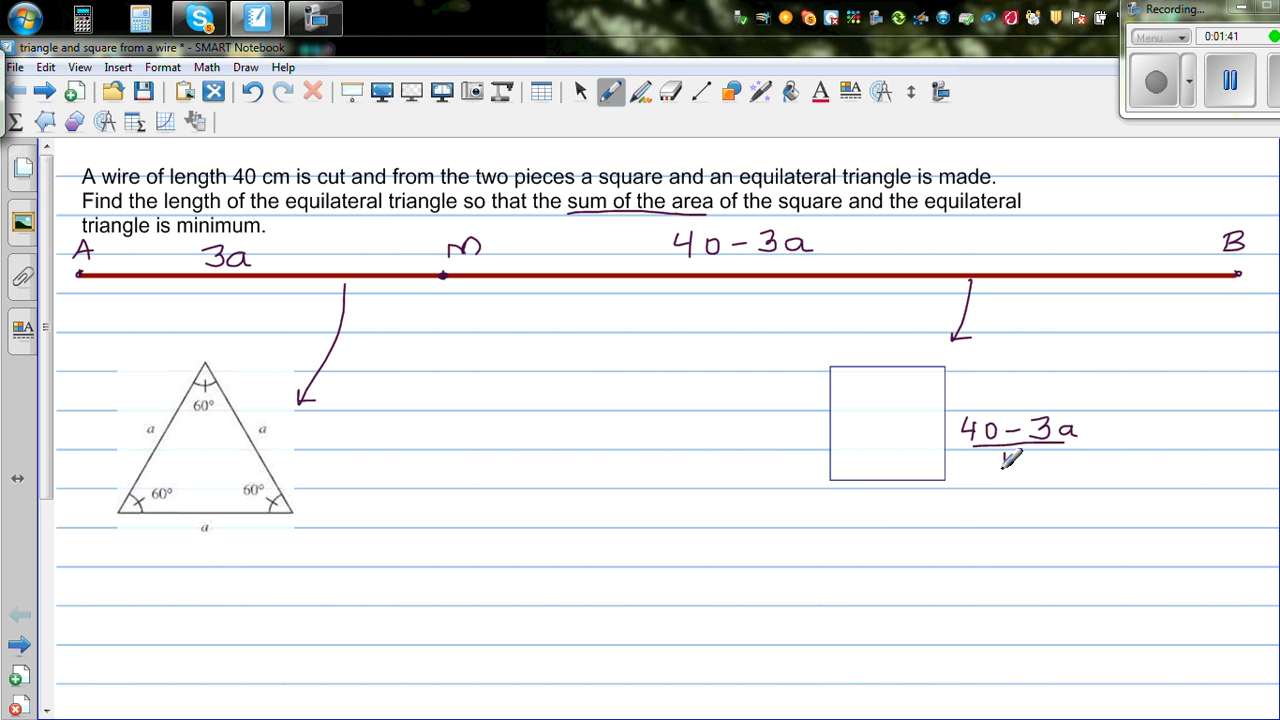 Recording...
Menu
0:01:41
triangle and square from a wire * - SMART Notebook
File Edit View Insert Format Math Draw Help
A wire of length 40 cm is cut and from the two pieces a square and an equilateral triangle is made.
Find the length of the equilateral triangle so that the sum of the area of the square and the equilateral
triangle is minimum.
A 3a M 40-3a B
60°
a a
60° 60°
a
40-3a